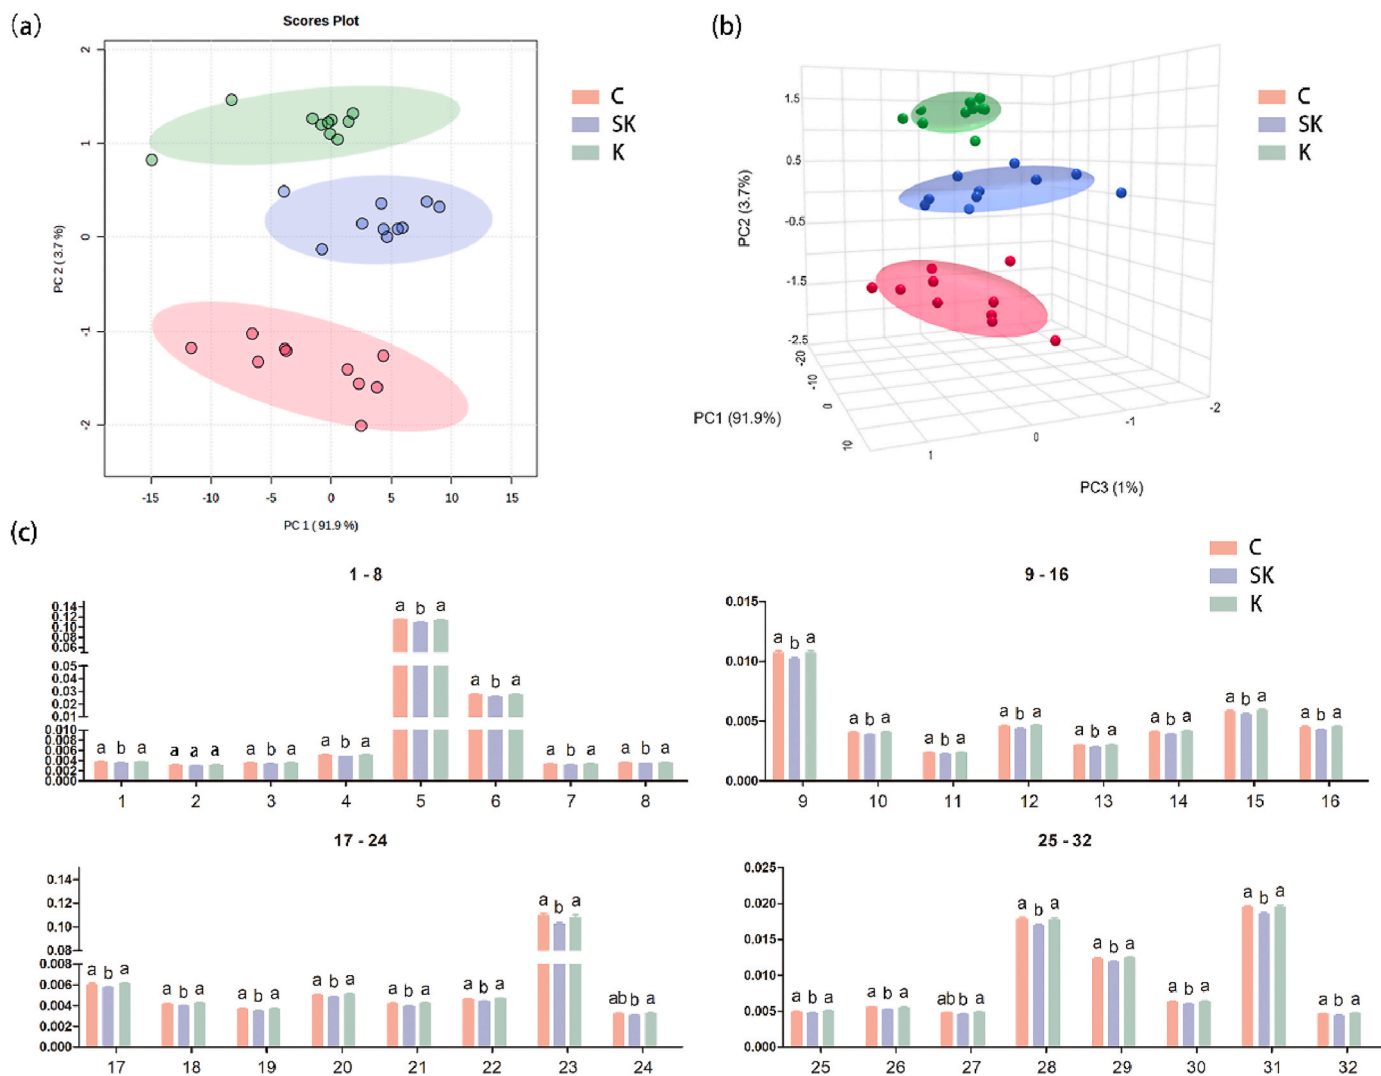 (a)
Scores Plot
PC 2 ( 3.7 %)
2
1
0
-1
-2
-15 -10 -5 0 5 10 15
PC 1 ( 91.9 %)
C
SK
K
(b)
PC2 (3.7%)
1.5
0.5
-0.5
-1.5
-2.5
-20
-10
0
10
PC1 (91.9%)
1 0 -1 -2
PC3 (1%)
C
SK
K
(c)
C
SK
K
1 - 8
0.14
0.12
0.10
0.08
0.06
0.05
0.04
0.03
0.02
0.01
0.010
0.008
0.006
0.004
0.002
0.000
a b a a a a a b a a b a a b a a b a a b a a b a
1 2 3 4 5 6 7 8
9 - 16
0.015
0.010
0.005
0.000
a b a a b a a b a a b a a b a a b a a b a a b a
9 10 11 12 13 14 15 16
17 - 24
0.14
0.12
0.10
0.08
0.008
0.006
0.004
0.002
0.000
a b a a b a a b a a b a a b a a b a a b a ab b a
17 18 19 20 21 22 23 24
25 - 32
0.025
0.020
0.015
0.010
0.005
0.000
a b a a b a ab b a a b a a b a a b a a b a a b a
25 26 27 28 29 30 31 32